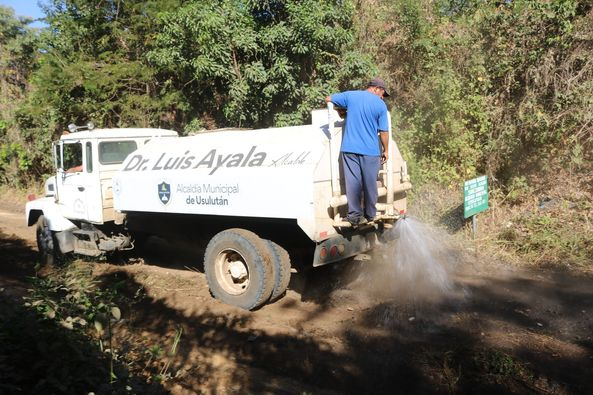 Dr. Luis Ayala Alcalde
Alcaldía Municipal
de Usulután